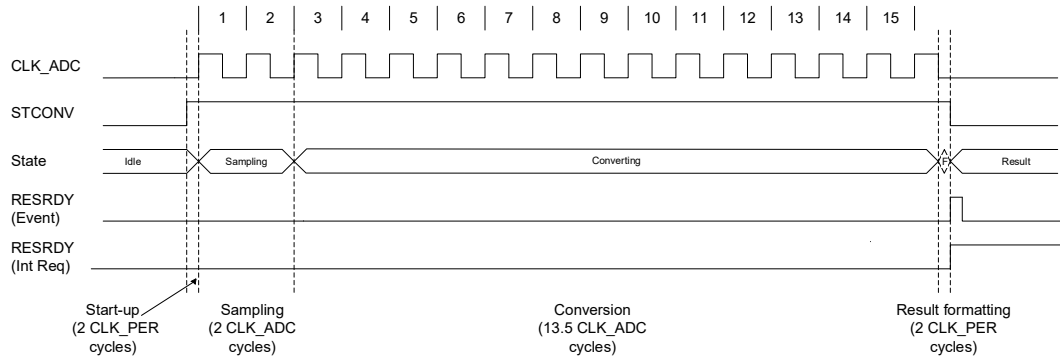 1 2 3 4 5 6 7 8 9 10 11 12 13 14 15
CLK_ADC
STCONV
State Idle Sampling Converting F Result
RESRDY
(Event)
RESRDY
(Int Req)
Start-up
(2 CLK_PER
cycles)
Sampling
(2 CLK_ADC
cycles)
Conversion
(13.5 CLK_ADC
cycles)
Result formatting
(2 CLK_PER
cycles)